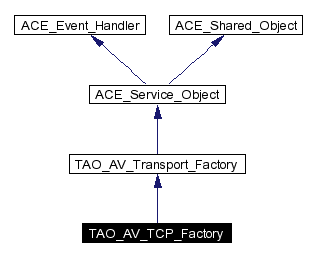 ACE_Event_Handler ACE_Shared_Object
ACE_Service_Object
TAO_AV_Transport_Factory
TAO_AV_TCP_Factory